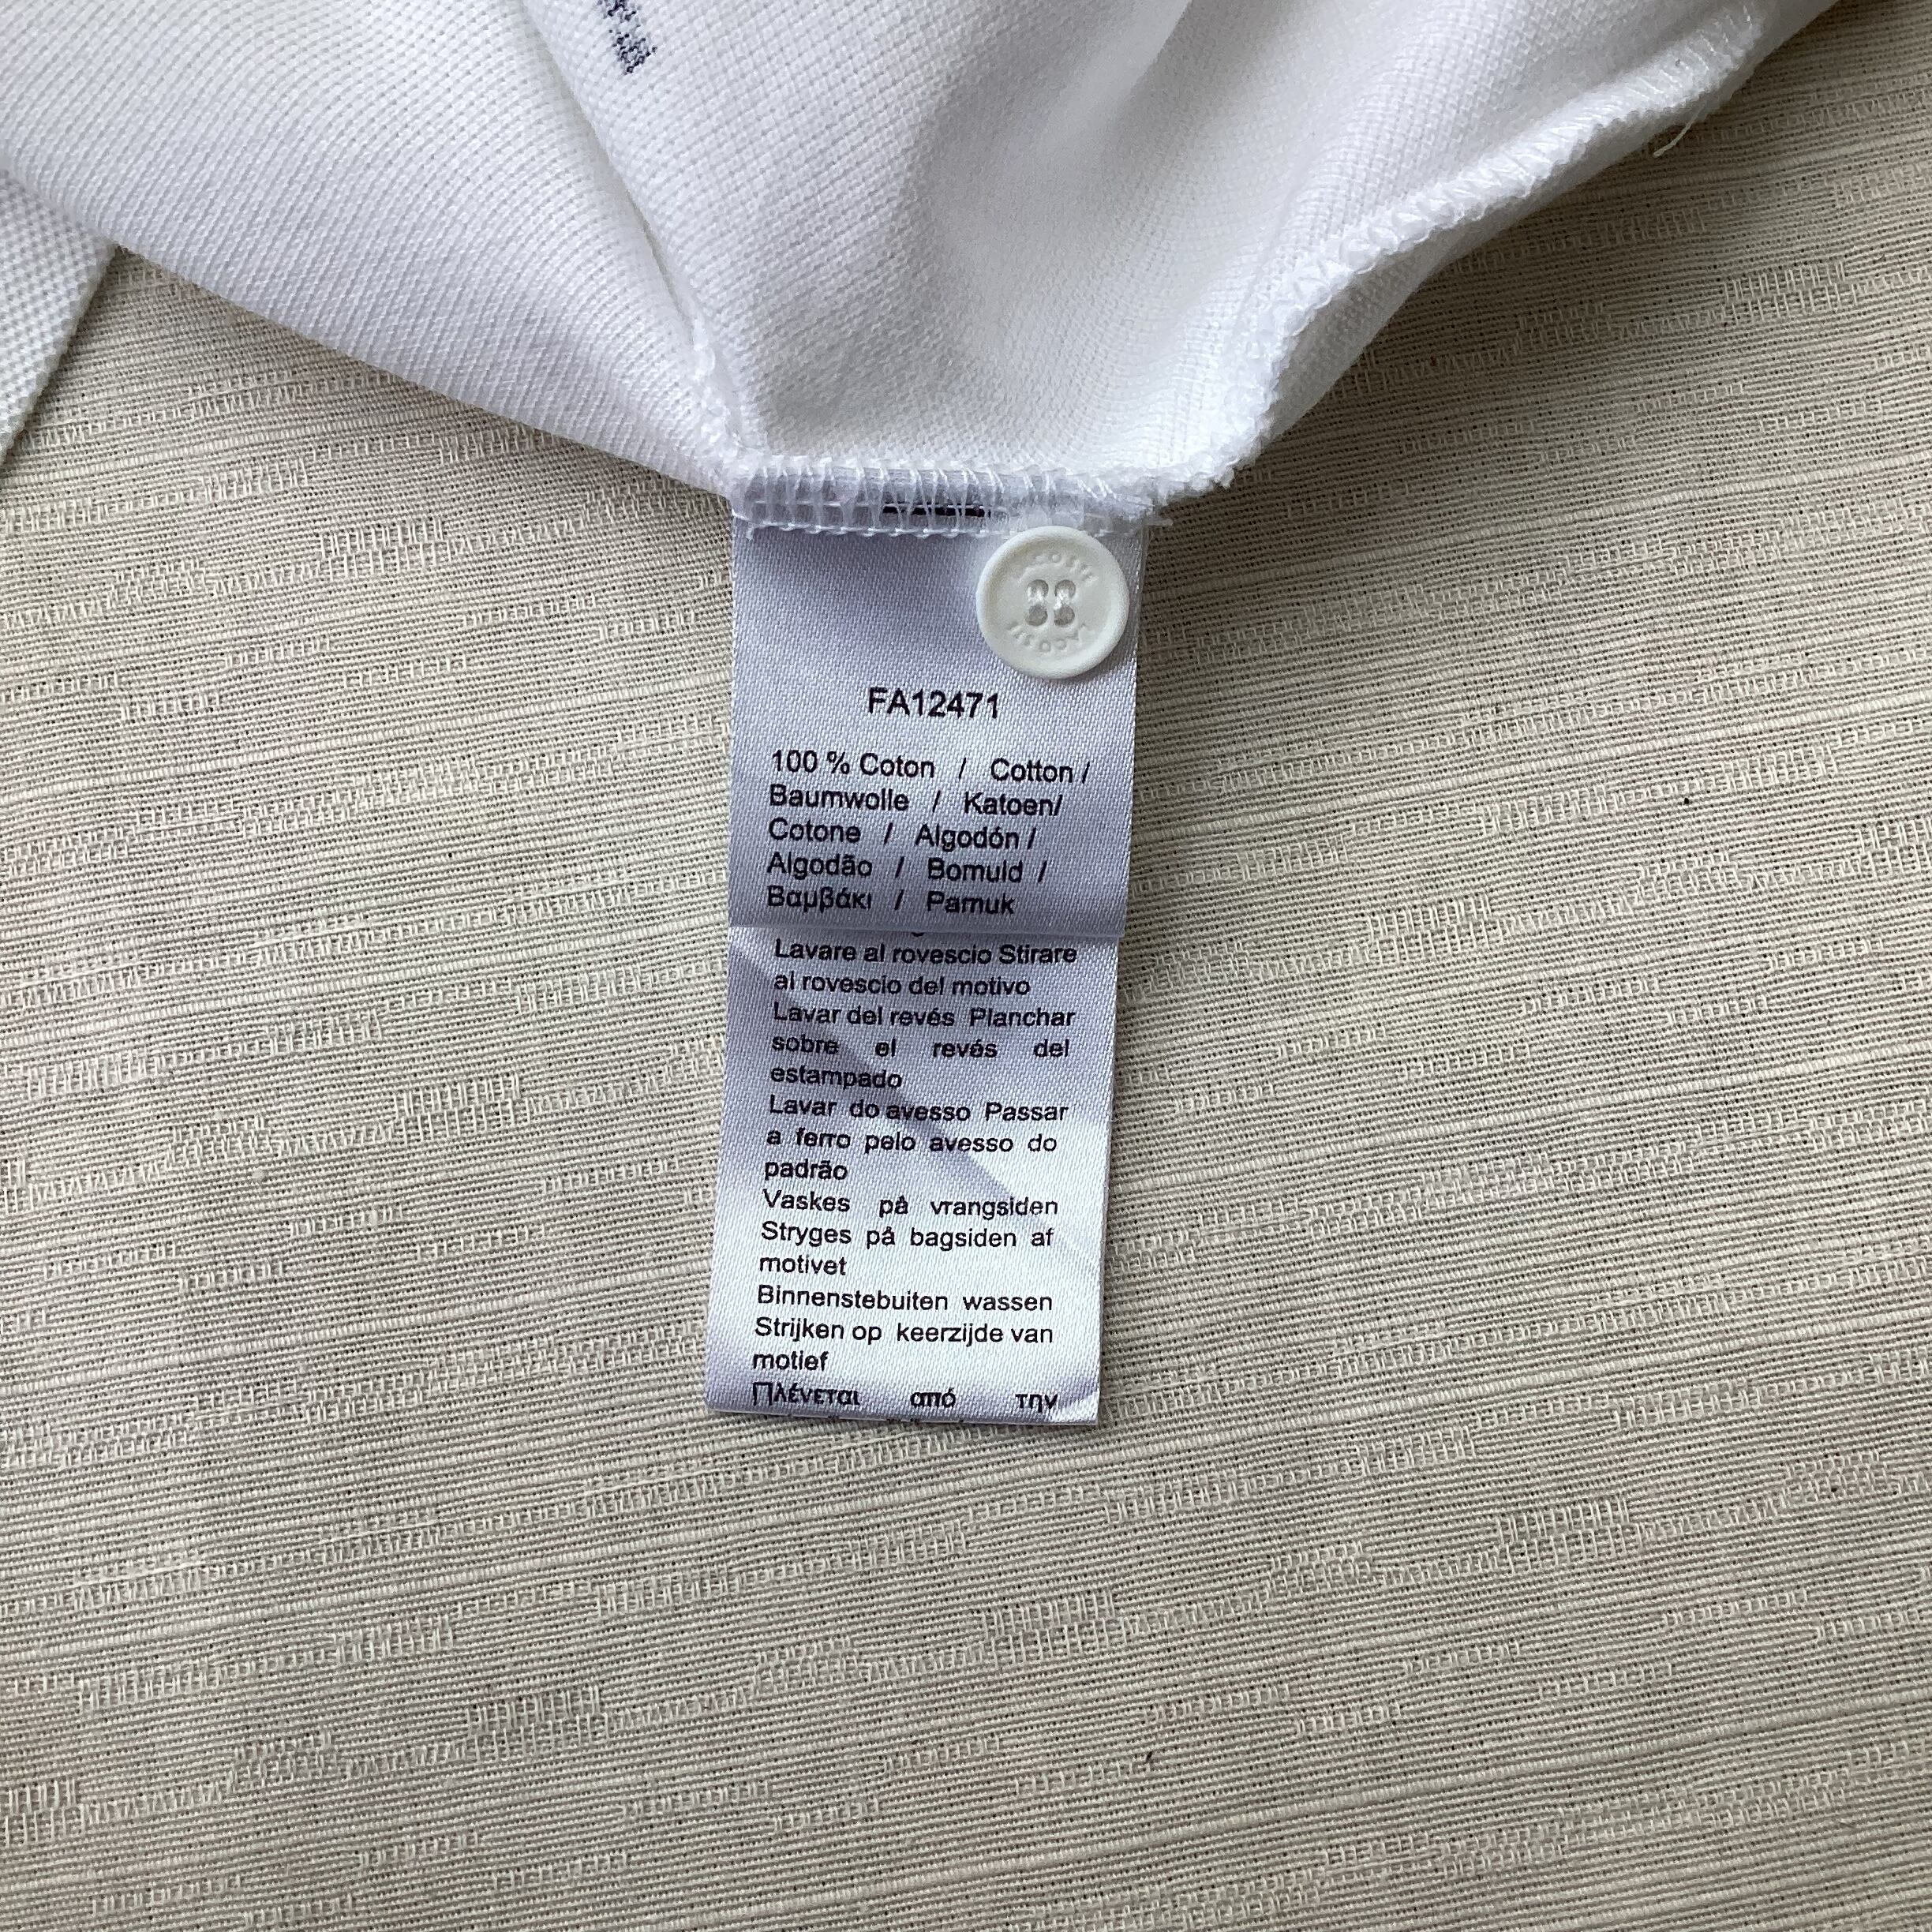 LACOSTE
LACOSTE
FA12471
100 % Coton / Cotton /
Baumwolle / Katoen/
Cotone / Algodón /
Algodão / Bomuld /
Βαμβάκι / Pamuk
Lavare al rovescio Stirare
al rovescio del motivo
Lavar del revés Planchar
sobre el revés del
estampado
Lavar do avesso Passar
a ferro pelo avesso do
padrão
Vaskes på vrangsiden
Stryges på bagsiden af
motivet
Binnenstebuiten wassen
Strijken op keerzijde van
motief
Πλένεται από την